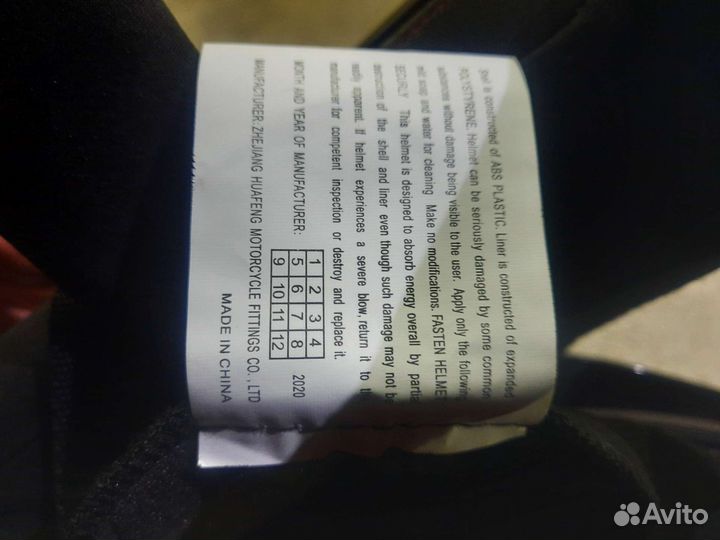 Shell is constructed of ABS PLASTIC. Liner is constructed of expanded
POLYSTYRENE. Helmet can be seriously damaged by some common
substances without damage being visible to the user. Apply only the following
mild soap and water for cleaning Make no modifications. FASTEN HELME
SECURLY This helmet is designed to absorb energy overall by partia
destruction of the shell and liner even though such damage may not b
readily apparent. If helmet experiences a severe blow, return it to th
manufacturer for competent inspection or destroy and replace it.
1 2 3 4
MONTH AND YEAR OF MANUFACTURER: 5 6 7 8 2020
9 10 11 12
MANUFACTURER: ZHEJIANG HUAFENG MOTORCYCLE FITTINGS CO., LTD
MADE IN CHINA
Avito